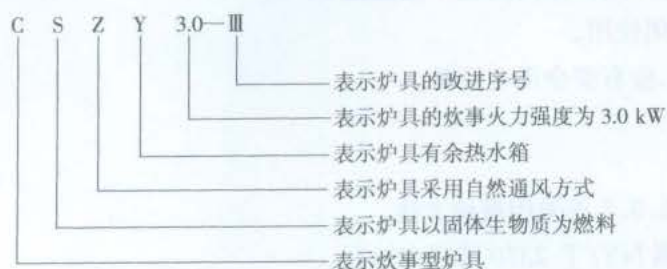 C S Z Y 3.0—Ⅲ
表示炉具的改进序号
表示炉具的炊事火力强度为 3.0 kW
表示炉具有余热水箱
表示炉具采用自然通风方式
表示炉具以固体生物质为燃料
表示炊事型炉具